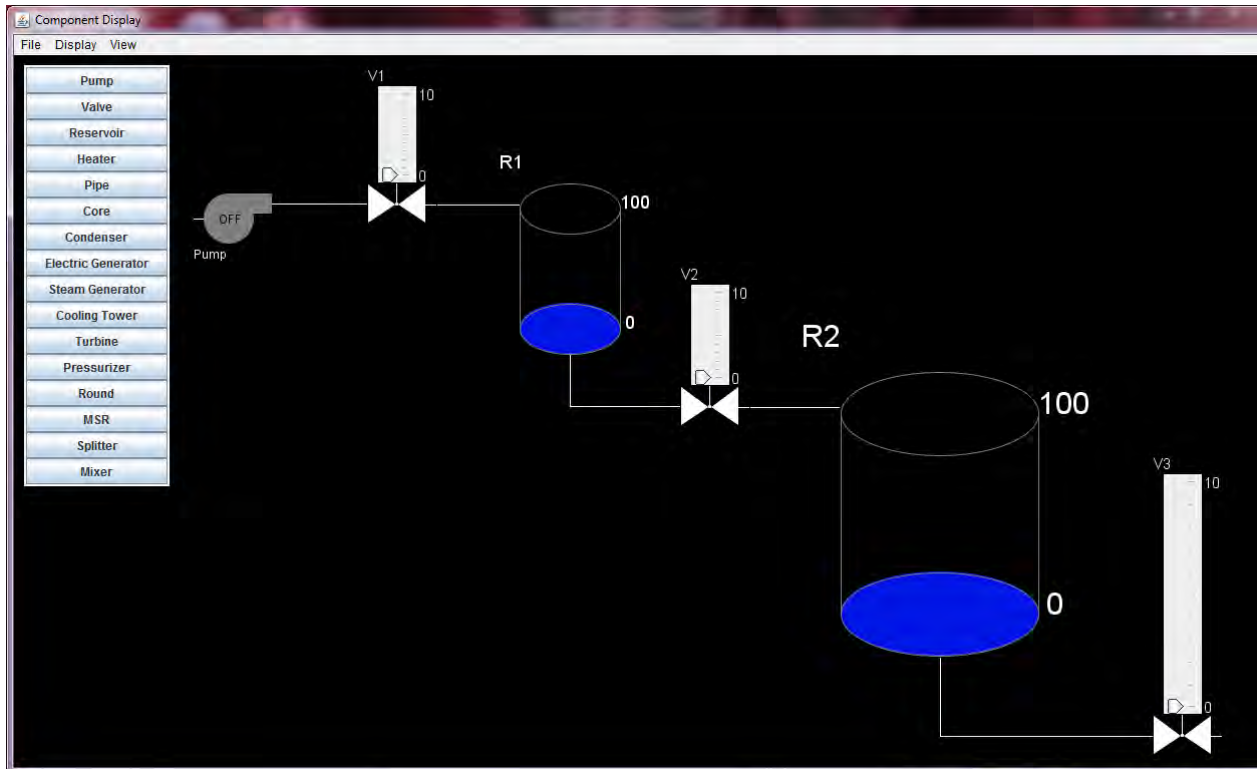 Component Display
File Display View
Pump
Valve
Reservoir
Heater
Pipe
Core
Condenser
Electric Generator
Steam Generator
Cooling Tower
Turbine
Pressurizer
Round
MSR
Splitter
Mixer
V1
10
0
OFF
Pump
R1
100
0
V2
10
0
R2
100
0
V3
10
0